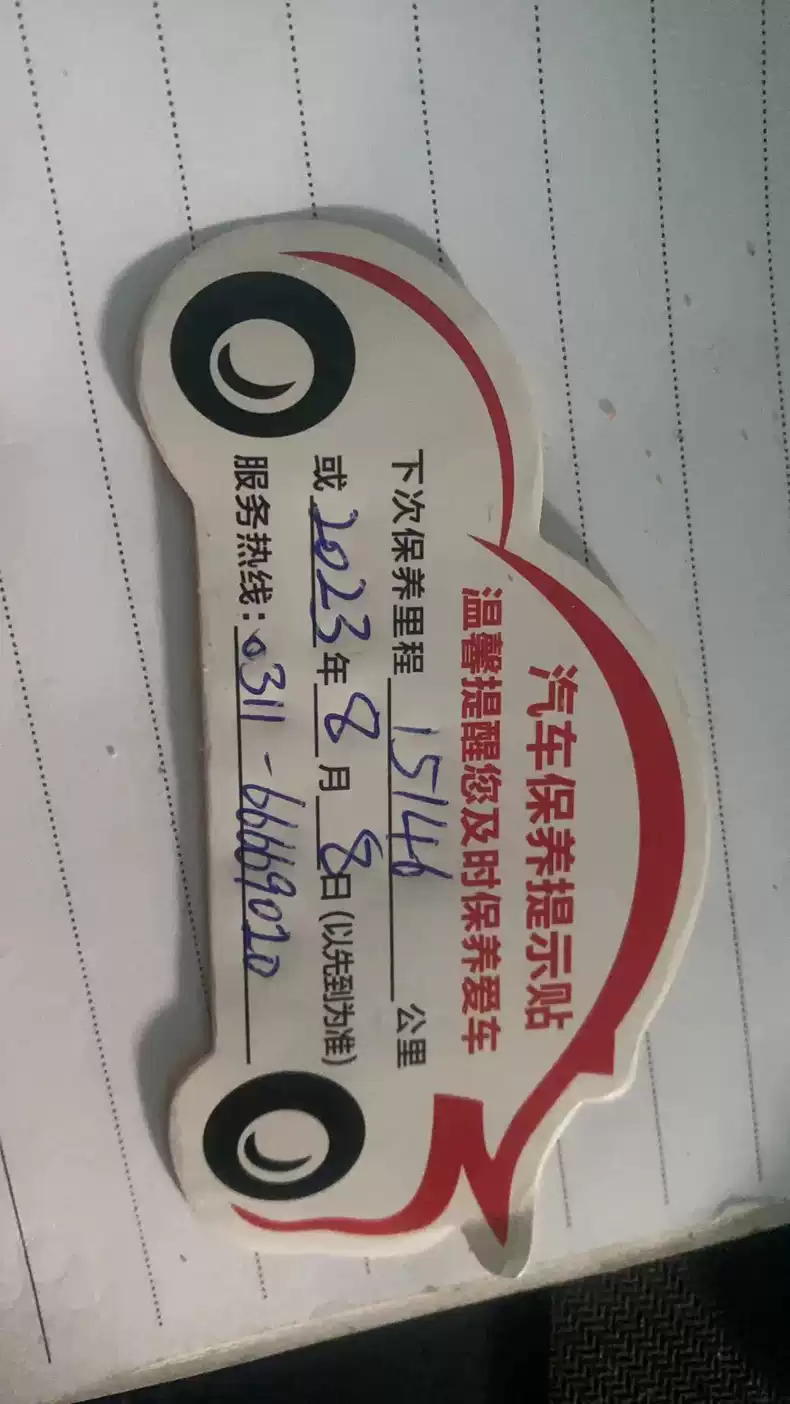 汽车保养提示贴
温馨提醒您及时保养爱车
下次保养里程 15146 公里
或 2023 年 8 月 8 日 (以先到为准)
服务热线: 0311-66669020